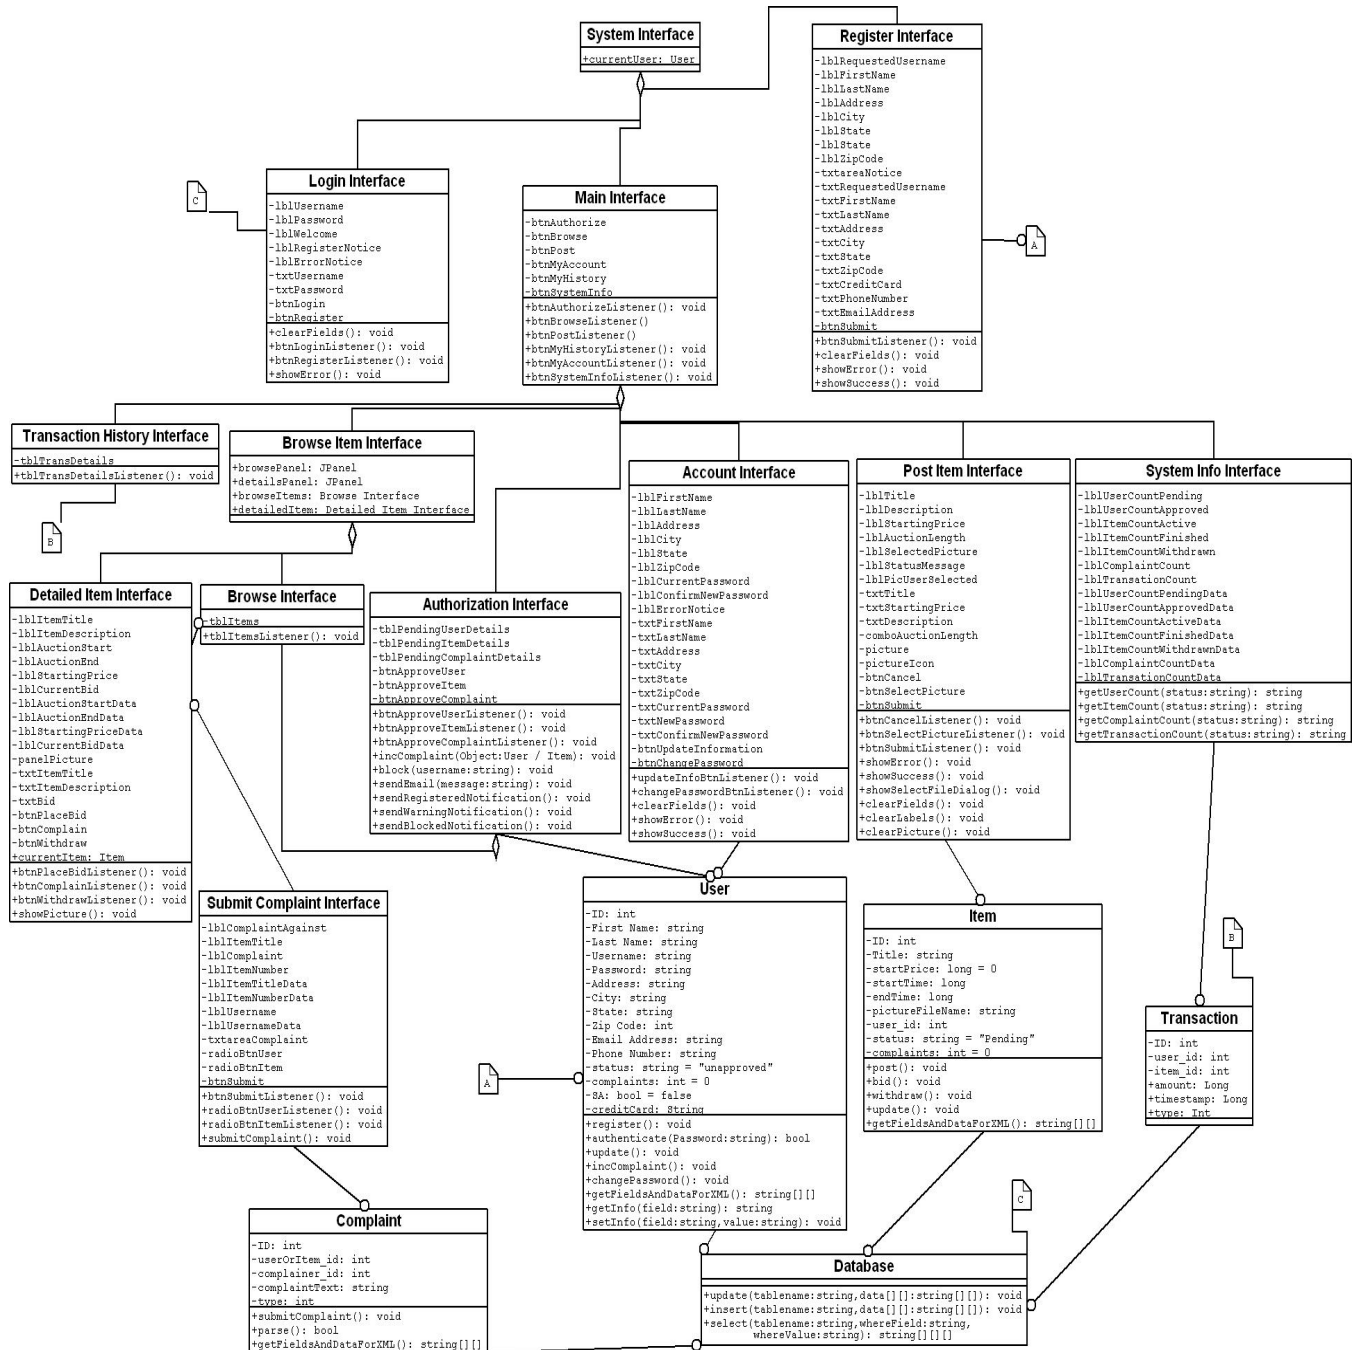 System Interface
+currentUser: User
Register Interface
-lblRequestedUsername
-lblFirstName
-lblLastName
-lblAddress
-lblCity
-lblState
-lblState
-lblZipCode
-txtareaNotice
-txtRequestedUsername
-txtFirstName
-txtLastName
-txtAddress
-txtCity
-txtState
-txtZipCode
-txtCreditCard
-txtPhoneNumber
-txtEmailAddress
-btnSubmit
+btnSubmitListener(): void
+clearFields(): void
+showError(): void
+showSuccess(): void
A
C
Login Interface
-lblUsername
-lblPassword
-lblWelcome
-lblRegisterNotice
-lblErrorNotice
-txtUsername
-txtPassword
-btnLogin
-btnRegister
+clearFields(): void
+btnLoginListener(): void
+btnRegisterListener(): void
+showError(): void
Main Interface
-btnAuthorize
-btnBrowse
-btnPost
-btnMyAccount
-btnMyHistory
-btnSystemInfo
+btnAuthorizeListener(): void
+btnBrowseListener()
+btnPostListener()
+btnMyHistoryListener(): void
+btnMyAccountListener(): void
+btnSystemInfoListener(): void
Transaction History Interface
-tblTransDetails
+tblTransDetailsListener(): void
B
Browse Item Interface
+browsePanel: JPanel
+detailsPanel: JPanel
+browseItems: Browse Interface
+detailedItem: Detailed Item Interface
Account Interface
-lblFirstName
-lblLastName
-lblAddress
-lblCity
-lblState
-lblZipCode
-lblCurrentPassword
-lblConfirmNewPassword
-lblErrorNotice
-txtFirstName
-txtLastName
-txtAddress
-txtCity
-txtState
-txtZipCode
-txtCurrentPassword
-txtNewPassword
-txtConfirmNewPassword
-btnUpdateInformation
-btnChangePassword
+updateInfoBtnListener(): void
+changePasswordBtnListener(): void
+clearFields(): void
+showError(): void
+showSuccess(): void
Post Item Interface
-lblTitle
-lblDescription
-lblStartingPrice
-lblAuctionLength
-lblSelectedPicture
-lblStatusMessage
-lblPicUserSelected
-txtTitle
-txtStartingPrice
-txtDescription
-comboAuctionLength
-picture
-pictureIcon
-btnCancel
-btnSelectPicture
-btnSubmit
+btnCancelListener(): void
+btnSelectPictureListener(): void
+btnSubmitListener(): void
+showError(): void
+showSuccess(): void
+showSelectFileDialog(): void
+clearFields(): void
+clearLabels(): void
+clearPicture(): void
System Info Interface
-lblUserCountPending
-lblUserCountApproved
-lblItemCountActive
-lblItemCountFinished
-lblItemCountWithdrawn
-lblComplaintCount
-lblTransationCount
-lblUserCountPendingData
-lblUserCountApprovedData
-lblItemCountActiveData
-lblItemCountFinishedData
-lblItemCountWithdrawnData
-lblComplaintCountData
-lblTransationCountData
+getUserCount(status:string): string
+getItemCount(status:string): string
+getComplaintCount(status:string): string
+getTransactionCount(status:string): string
Detailed Item Interface
-lblItemTitle
-lblItemDescription
-lblAuctionStart
-lblAuctionEnd
-lblStartingPrice
-lblCurrentBid
-lblAuctionStartData
-lblAuctionEndData
-lblStartingPriceData
-lblCurrentBidData
-panelPicture
-txtItemTitle
-txtItemDescription
-txtBid
-btnPlaceBid
-btnComplain
-btnWithdraw
+currentItem: Item
+btnPlaceBidListener(): void
+btnComplainListener(): void
+btnWithdrawListener(): void
+showPicture(): void
Browse Interface
-tblItems
+tblItemsListener(): void
Authorization Interface
-tblPendingUserDetails
-tblPendingItemDetails
-tblPendingComplaintDetails
-btnApproveUser
-btnApproveItem
-btnApproveComplaint
+btnApproveUserListener(): void
+btnApproveItemListener(): void
+btnApproveComplaintListener(): void
+incComplaint(Object:User / Item): void
+block(username:string): void
+sendEmail(message:string): void
+sendRegisteredNotification(): void
+sendWarningNotification(): void
+sendBlockedNotification(): void
Submit Complaint Interface
-lblComplaintAgainst
-lblItemTitle
-lblComplaint
-lblItemNumber
-lblItemTitleData
-lblItemNumberData
-lblUsername
-lblUsernameData
-txtareaComplaint
-radioBtnUser
-radioBtnItem
-btnSubmit
+btnSubmitListener(): void
+radioBtnUserListener(): void
+radioBtnItemListener(): void
+submitComplaint(): void
User
-ID: int
-First Name: string
-Last Name: string
-Username: string
-Password: string
-Address: string
-City: string
-State: string
-Zip Code: int
-Email Address: string
-Phone Number: string
-status: string = "unapproved"
-complaints: int = 0
-SA: bool = false
-creditCard: String
+register(): void
+authenticate(Password:string): bool
+update(): void
+incComplaint(): void
+changePassword(): void
+getFieldsAndDataForXML(): string[][]
+getInfo(field:string): string
+setInfo(field:string,value:string): void
A
Item
-ID: int
-Title: string
-startPrice: long = 0
-startTime: long
-endTime: long
-pictureFileName: string
-user_id: int
-status: string = "Pending"
-complaints: int = 0
+post(): void
+bid(): void
+withdraw(): void
+update(): void
+getFieldsAndDataForXML(): string[][]
B
Transaction
-ID: int
-user_id: int
-item_id: int
+amount: Long
+timestamp: Long
+type: Int
C
Complaint
-ID: int
-userOrItem_id: int
-complainer_id: int
-complaintText: string
-type: int
+submitComplaint(): void
+parse(): bool
+getFieldsAndDataForXML(): string[][]
Database
+update(tablename:string,data[][]:string[][]): void
+insert(tablename:string,data[][]:string[][]): void
+select(tablename:string,whereField:string,
whereValue:string): string[][][]